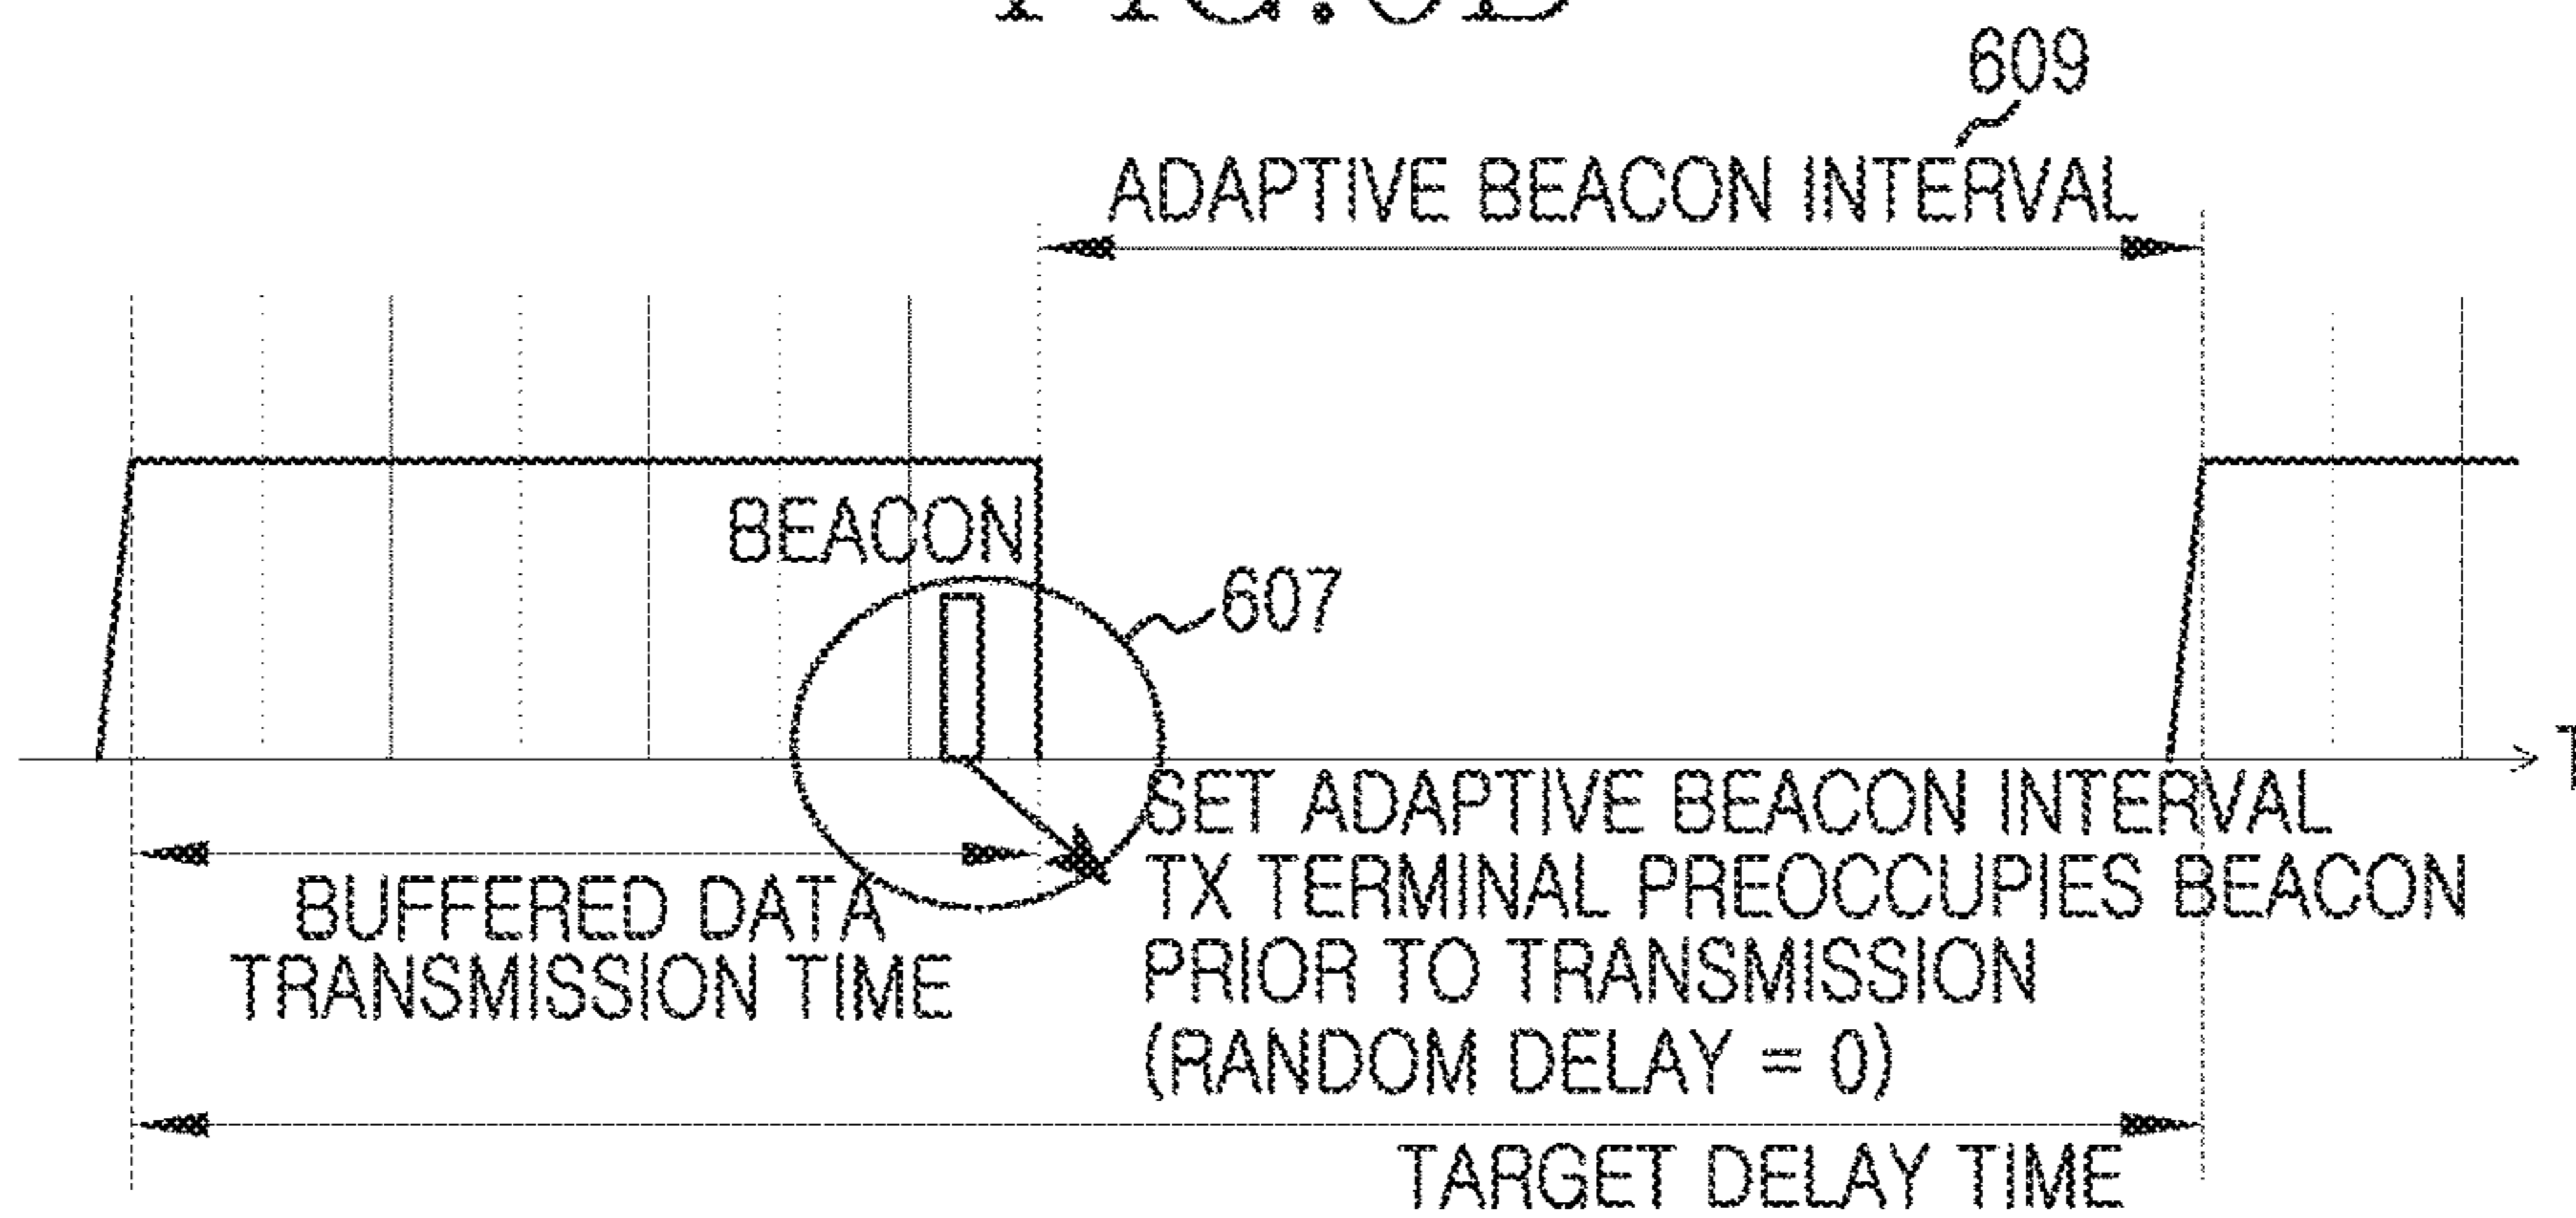 609
ADAPTIVE BEACON INTERVAL
BEACON
607
SET ADAPTIVE BEACON INTERVAL
TX TERMINAL PREOCCUPIES BEACON
PRIOR TO TRANSMISSION
(RANDOM DELAY = 0)
BUFFERED DATA
TRANSMISSION TIME
TARGET DELAY TIME